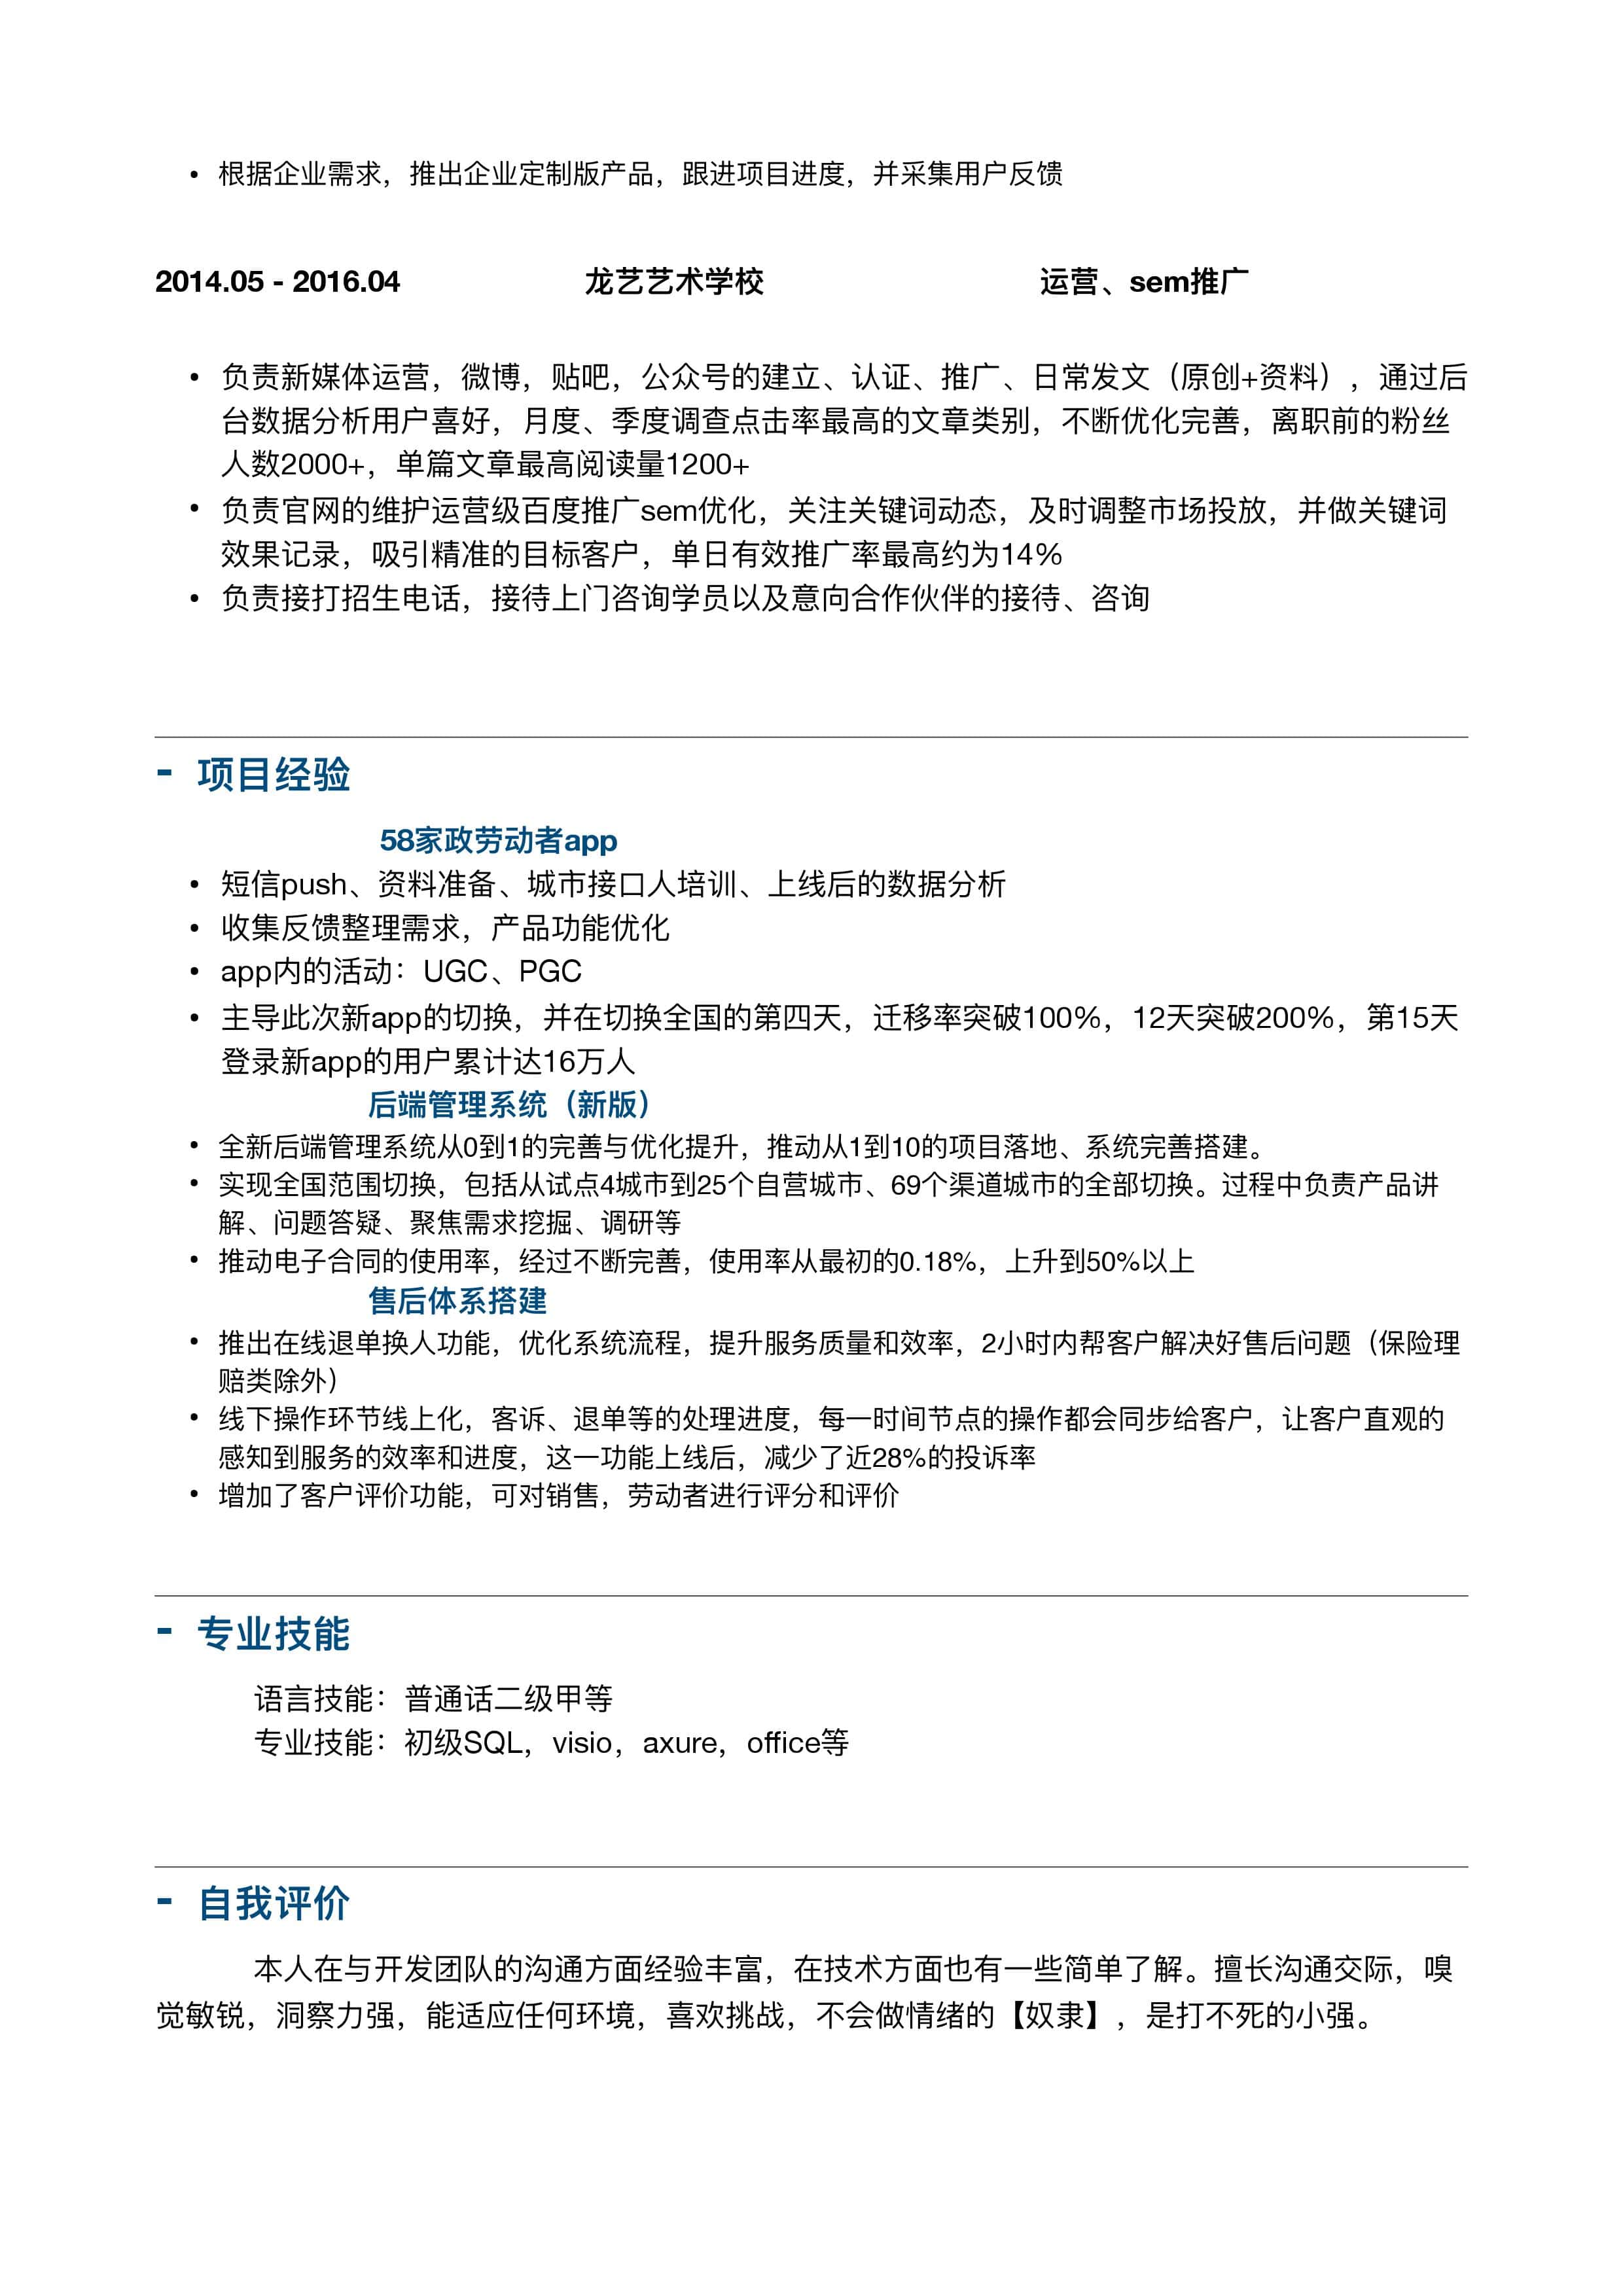 • 根据企业需求，推出企业定制版产品，跟进项目进度，并采集用户反馈
2014.05 - 2016.04 龙艺艺术学校 运营、sem推广
• 负责新媒体运营，微博，贴吧，公众号的建立、认证、推广、日常发文（原创+资料），通过后
台数据分析用户喜好，月度、季度调查点击率最高的文章类别，不断优化完善，离职前的粉丝
人数2000+，单篇文章最高阅读量1200+
• 负责官网的维护运营级百度推广sem优化，关注关键词动态，及时调整市场投放，并做关键词
效果记录，吸引精准的目标客户，单日有效推广率最高约为14%
• 负责接打招生电话，接待上门咨询学员以及意向合作伙伴的接待、咨询
- 项目经验
58家政劳动者app
• 短信push、资料准备、城市接口人培训、上线后的数据分析
• 收集反馈整理需求，产品功能优化
• app内的活动：UGC、PGC
• 主导此次新app的切换，并在切换全国的第四天，迁移率突破100%，12天突破200%，第15天
登录新app的用户累计达16万人
后端管理系统（新版）
• 全新后端管理系统从0到1的完善与优化提升，推动从1到10的项目落地、系统完善搭建。
• 实现全国范围切换，包括从试点4城市到25个自营城市、69个渠道城市的全部切换。过程中负责产品讲
解、问题答疑、聚焦需求挖掘、调研等
• 推动电子合同的使用率，经过不断完善，使用率从最初的0.18%，上升到50%以上
售后体系搭建
• 推出在线退单换人功能，优化系统流程，提升服务质量和效率，2小时内帮客户解决好售后问题（保险理
赔类除外）
• 线下操作环节线上化，客诉、退单等的处理进度，每一时间节点的操作都会同步给客户，让客户直观的
感知到服务的效率和进度，这一功能上线后，减少了近28%的投诉率
• 增加了客户评价功能，可对销售，劳动者进行评分和评价
- 专业技能
语言技能：普通话二级甲等
专业技能：初级SQL，visio，axure，office等
- 自我评价
本人在与开发团队的沟通方面经验丰富，在技术方面也有一些简单了解。擅长沟通交际，嗅
觉敏锐，洞察力强，能适应任何环境，喜欢挑战，不会做情绪的【奴隶】，是打不死的小强。